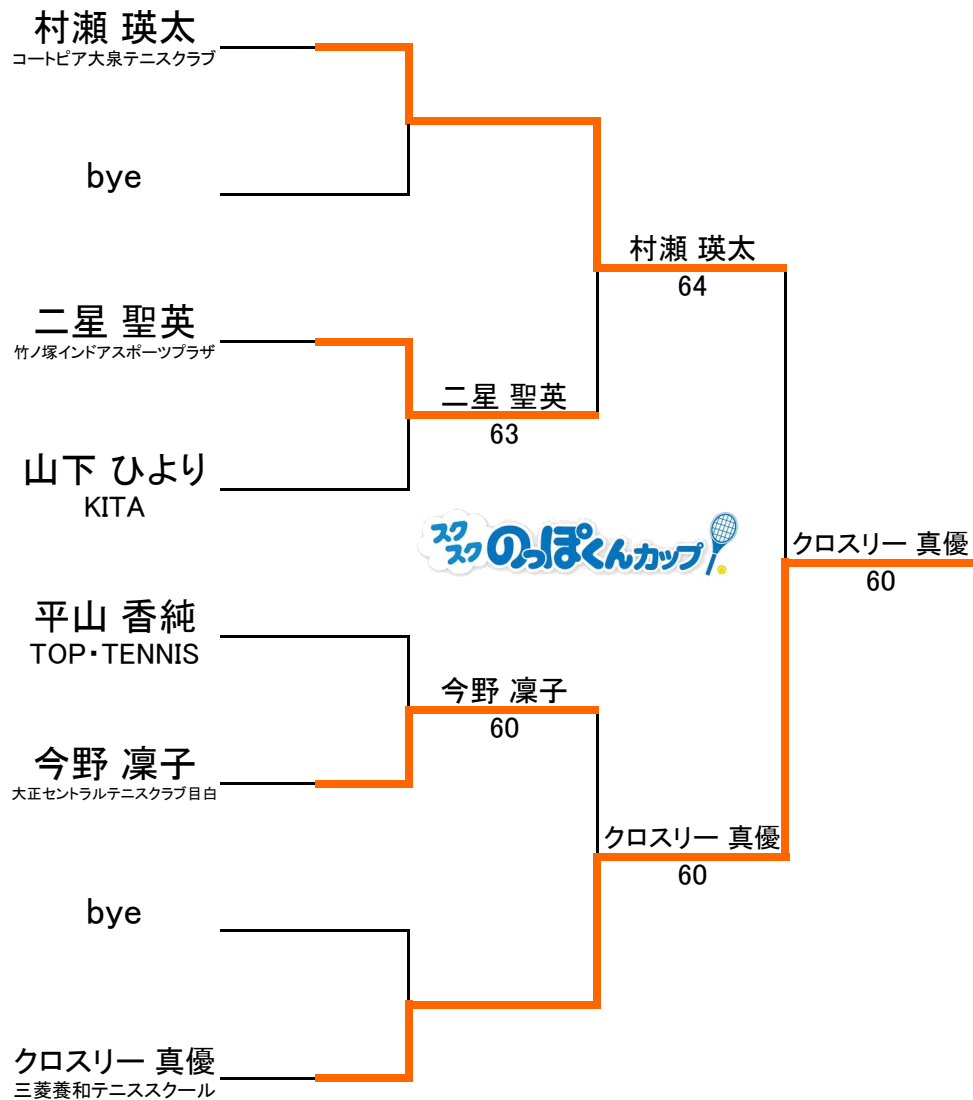 村瀬 瑛太
コートピア大泉テニスクラブ
bye
村瀬 瑛太
64
二星 聖英
竹ノ塚インドアスポーツプラザ
二星 聖英
63
山下 ひより
KITA
スクスク のっぽくんカップ
クロスリー 真優
60
平山 香純
TOP・TENNIS
今野 凜子
60
今野 凜子
大正セントラルテニスクラブ目白
クロスリー 真優
60
bye
クロスリー 真優
三菱養和テニススクール